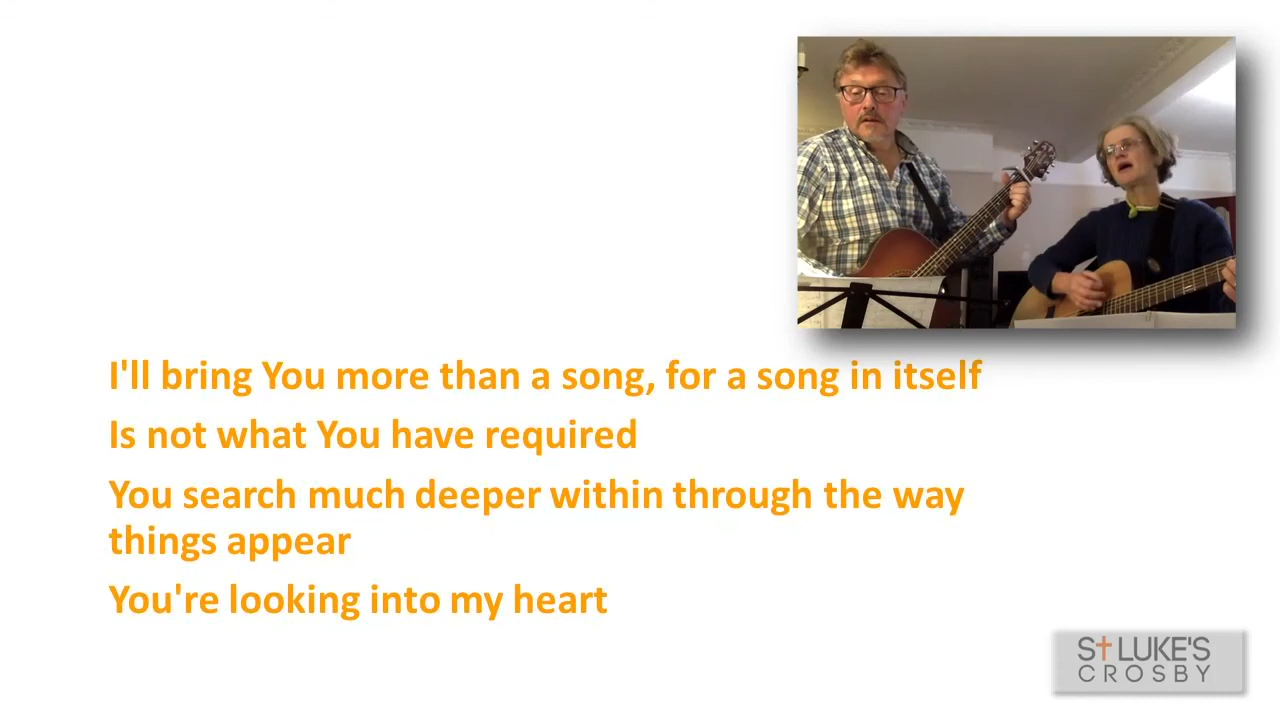 I'll bring You more than a song, for a song in itself
Is not what You have required
You search much deeper within through the way
things appear
You're looking into my heart
St LUKE'S
CROSBY